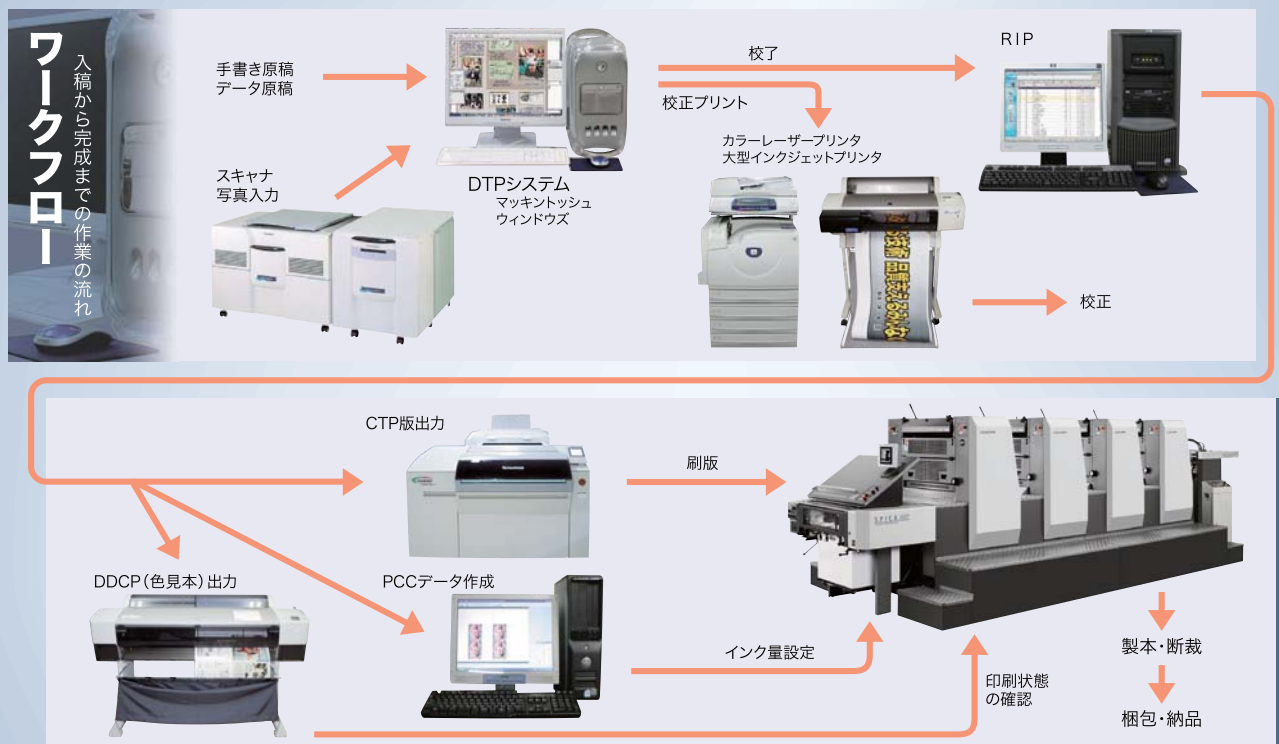 ワークフロー
入稿から完成までの作業の流れ
手書き原稿
データ原稿
スキャナ
写真入力
DTPシステム
マッキントッシュ
ウィンドウズ
校了
校正プリント
カラーレーザープリンタ
大型インクジェットプリンタ
RIP
校正
CTP版出力
刷版
DDCP（色見本）出力
PCCデータ作成
インク量設定
印刷状態
の確認
製本・断裁
梱包・納品